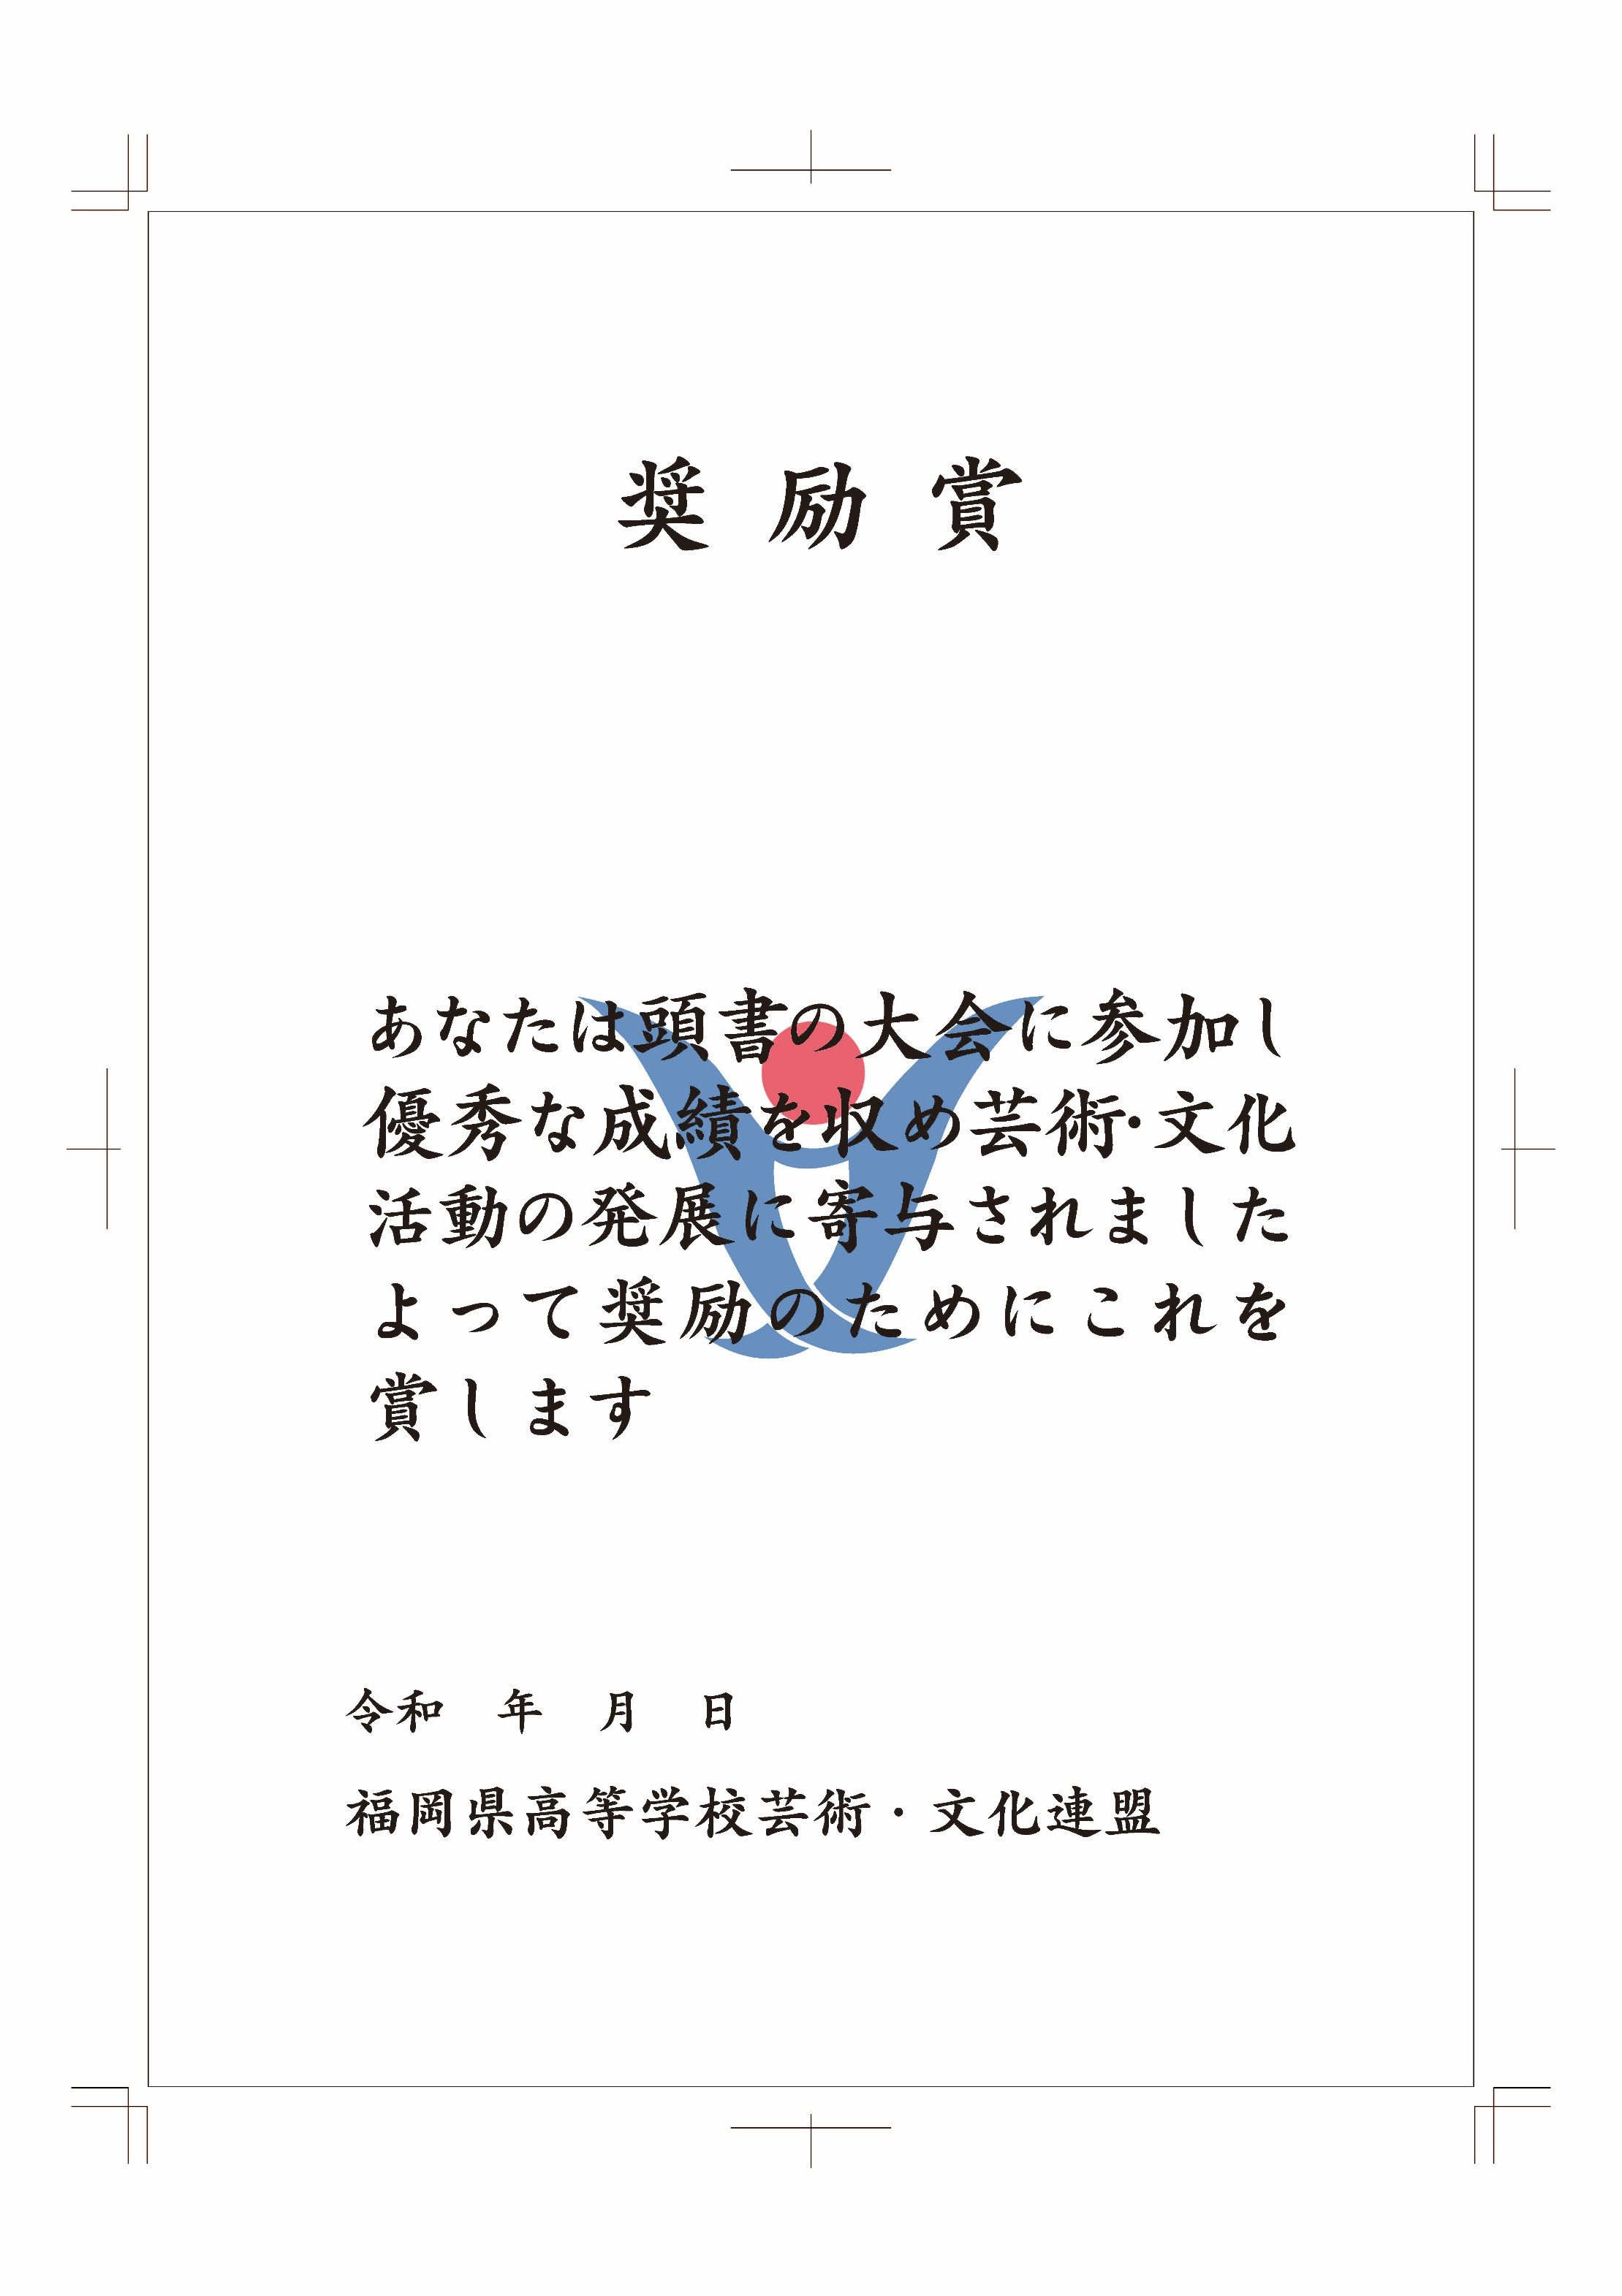 奨励賞
あなたは頭書の大会に参加し
優秀な成績を収め芸術・文化
活動の発展に寄与されました
よって奨励のためにこれを
賞します
令和　年　月　日
福岡県高等学校芸術・文化連盟